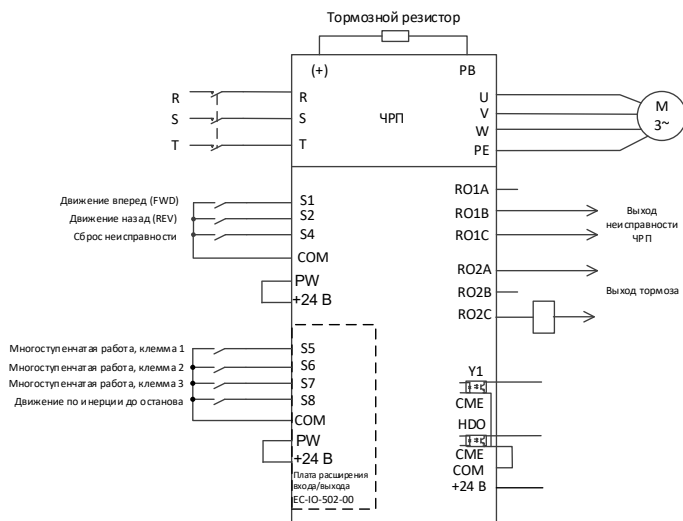 Тормозной резистор
(+)
PB
R
R
U
M
3~
S
S
ЧРП
V
W
T
T
PE
RO1A
Движение вперед (FWD)
S1
RO1B
Выход
неисправности
ЧРП
Движение назад (REV)
S2
Сброс неисправности
S4
RO1C
COM
RO2A
PW
Выход тормоза
+24 В
RO2B
RO2C
Многоступенчатая работа, клемма 1
S5
Многоступенчатая работа, клемма 2
S6
Y1
Многоступенчатая работа, клемма 3
S7
Движение по инерции до останова
S8
CME
COM
HDO
PW
CME
+24 В
COM
Плата расширения
входа/выхода
EC-IO-502-00
+24 В